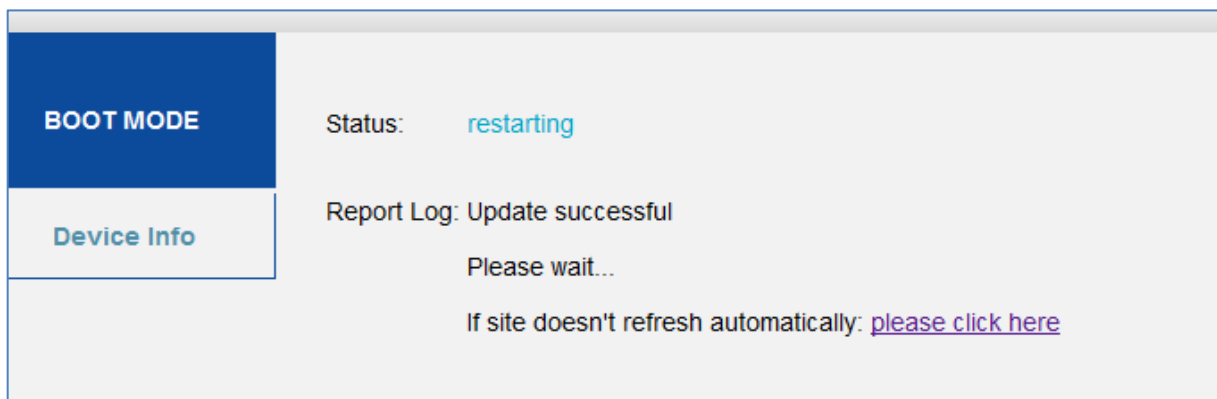 BOOT MODE
Status: restarting
Report Log: Update successful
Device Info
Please wait...
If site doesn't refresh automatically: please click here